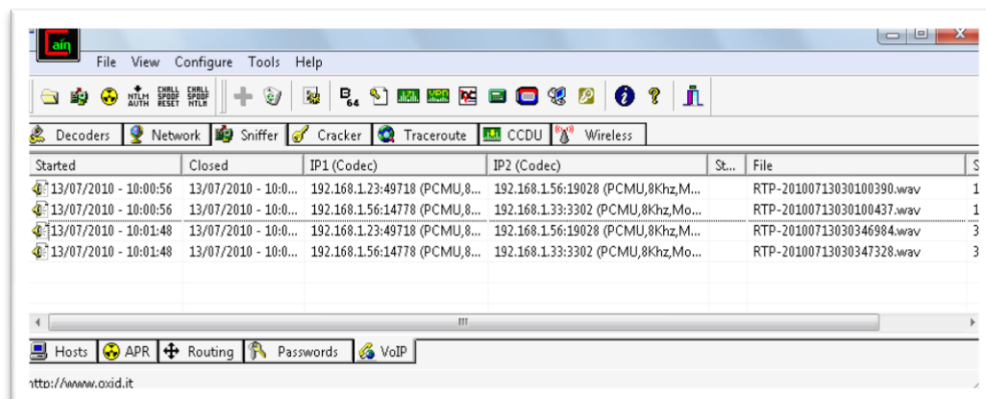 aín
File View Configure Tools Help
NTLM AUTH CHALL SPOOF RESET CHALL SPOOF NTLM B 64
Decoders Network Sniffer Cracker Traceroute CCDU Wireless
Started Closed IP1 (Codec) IP2 (Codec) St... File S
13/07/2010 - 10:00:56 13/07/2010 - 10:0... 192.168.1.23:49718 (PCMU,8... 192.168.1.56:19028 (PCMU,8Khz,M... RTP-20100713030100390.wav 1
13/07/2010 - 10:00:56 13/07/2010 - 10:0... 192.168.1.56:14778 (PCMU,8... 192.168.1.33:3302 (PCMU,8Khz,Mo... RTP-20100713030100437.wav 1
13/07/2010 - 10:01:48 13/07/2010 - 10:0... 192.168.1.23:49718 (PCMU,8... 192.168.1.56:19028 (PCMU,8Khz,M... RTP-20100713030346984.wav 3
13/07/2010 - 10:01:48 13/07/2010 - 10:0... 192.168.1.56:14778 (PCMU,8... 192.168.1.33:3302 (PCMU,8Khz,Mo... RTP-20100713030347328.wav 3
Hosts APR Routing Passwords VoIP
http://www.oxid.it